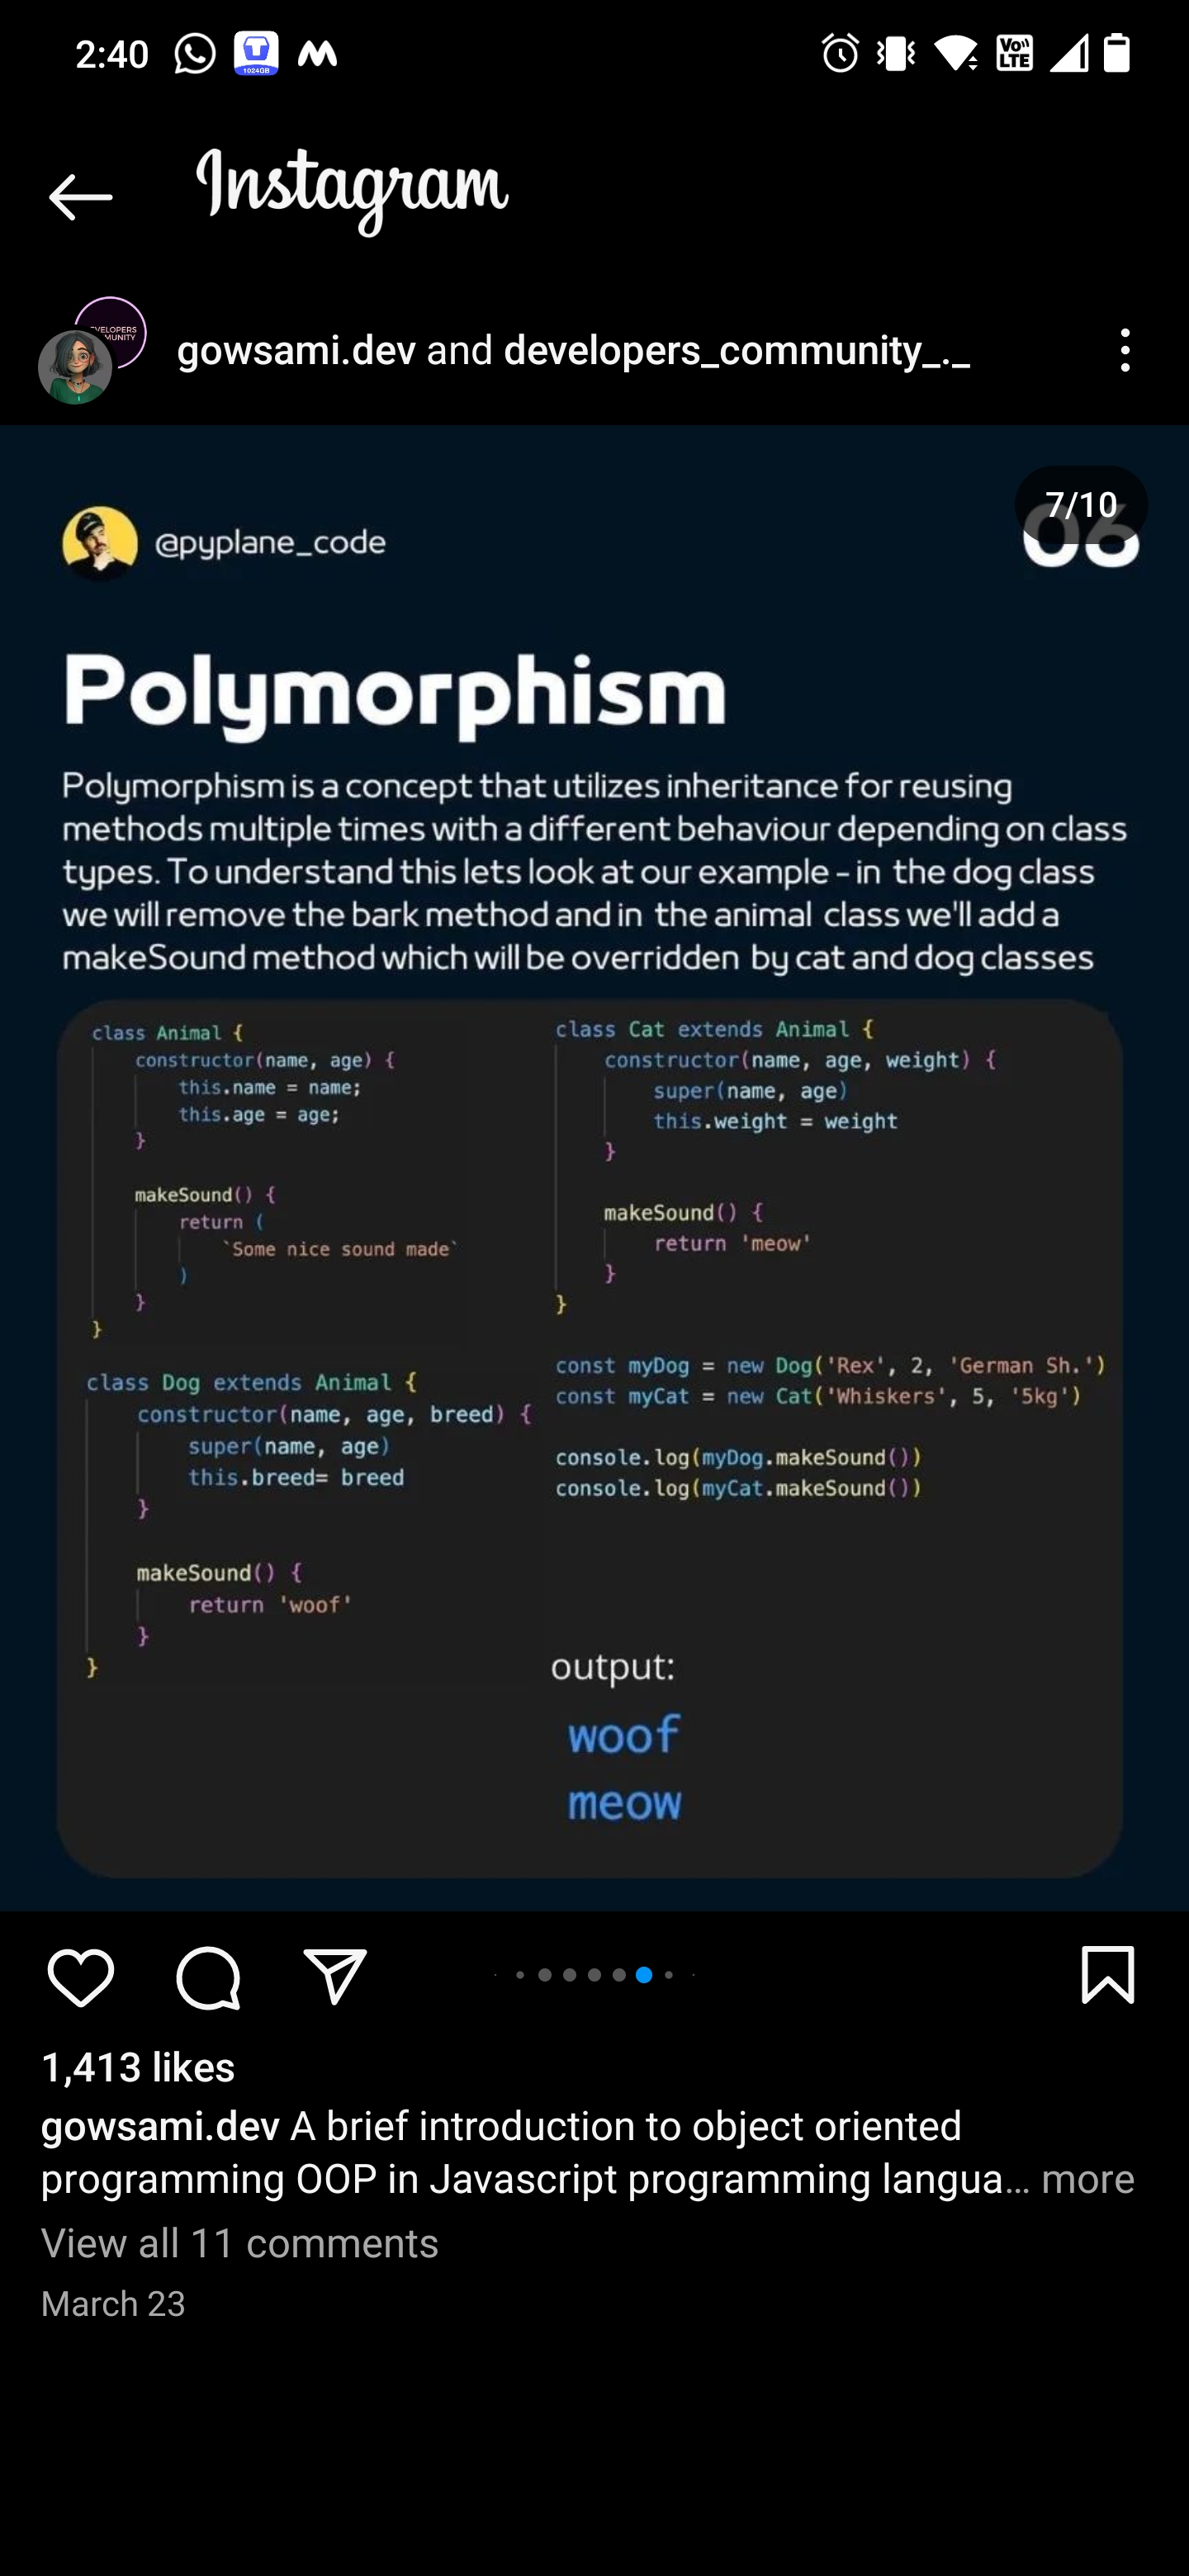 2:40
1024GB
Vo))
LTE
Instagram
gowsami.dev and developers_community_._
7/10
06
@pyplane_code
Polymorphism
Polymorphism is a concept that utilizes inheritance for reusing
methods multiple times with a different behaviour depending on class
types. To understand this lets look at our example - in the dog class
we will remove the bark method and in the animal class we'll add a
makeSound method which will be overridden by cat and dog classes
class Animal {
constructor(name, age) {
this.name = name;
this.age = age;
}
makeSound() {
return (
`Some nice sound made`
)
}
}
class Dog extends Animal {
constructor(name, age, breed) {
super(name, age)
this.breed= breed
}
makeSound() {
return 'woof'
}
}
class Cat extends Animal {
constructor(name, age, weight) {
super(name, age)
this.weight = weight
}
makeSound() {
return 'meow'
}
}
const myDog = new Dog('Rex', 2, 'German Sh.')
const myCat = new Cat('Whiskers', 5, '5kg')
console.log(myDog.makeSound())
console.log(myCat.makeSound())
output:
woof
meow
1,413 likes
gowsami.dev A brief introduction to object oriented
programming OOP in Javascript programming langua... more
View all 11 comments
March 23